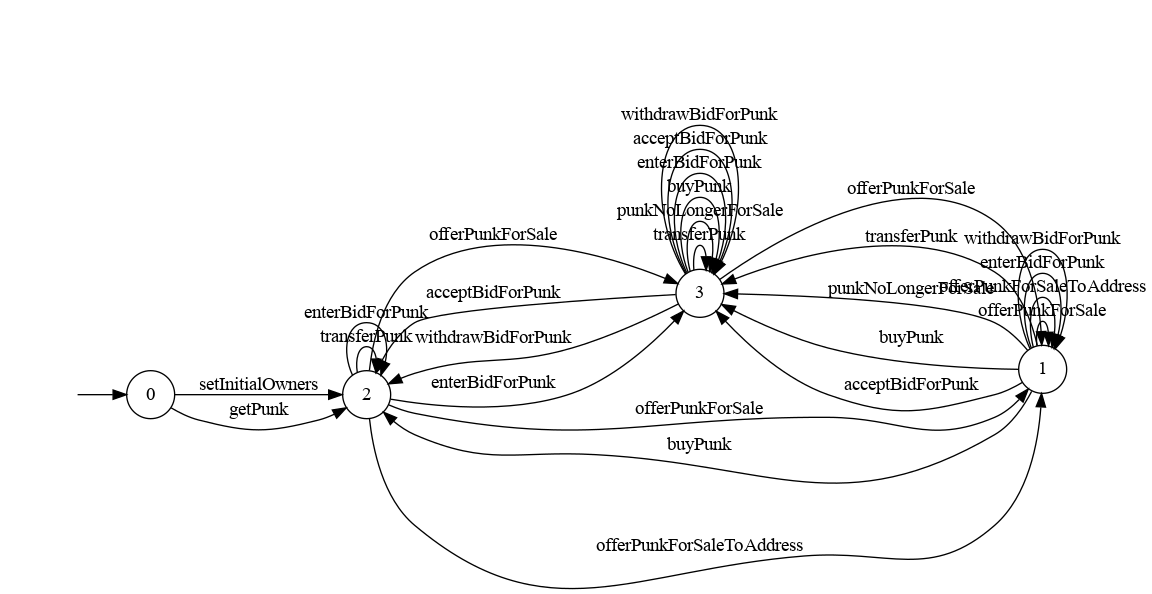 withdrawBidForPunk
acceptBidForPunk
enterBidForPunk
buyPunk
punkNoLongerForSale
transferPunk
offerPunkForSale
offerPunkForSale
transferPunk
withdrawBidForPunk
enterBidForPunk
offerPunkForSaleToAddress
offerPunkForSale
acceptBidForPunk
3
punkNoLongerForSale
enterBidForPunk
transferPunk
withdrawBidForPunk
buyPunk
1
setInitialOwners
enterBidForPunk
acceptBidForPunk
0
2
getPunk
offerPunkForSale
buyPunk
offerPunkForSaleToAddress